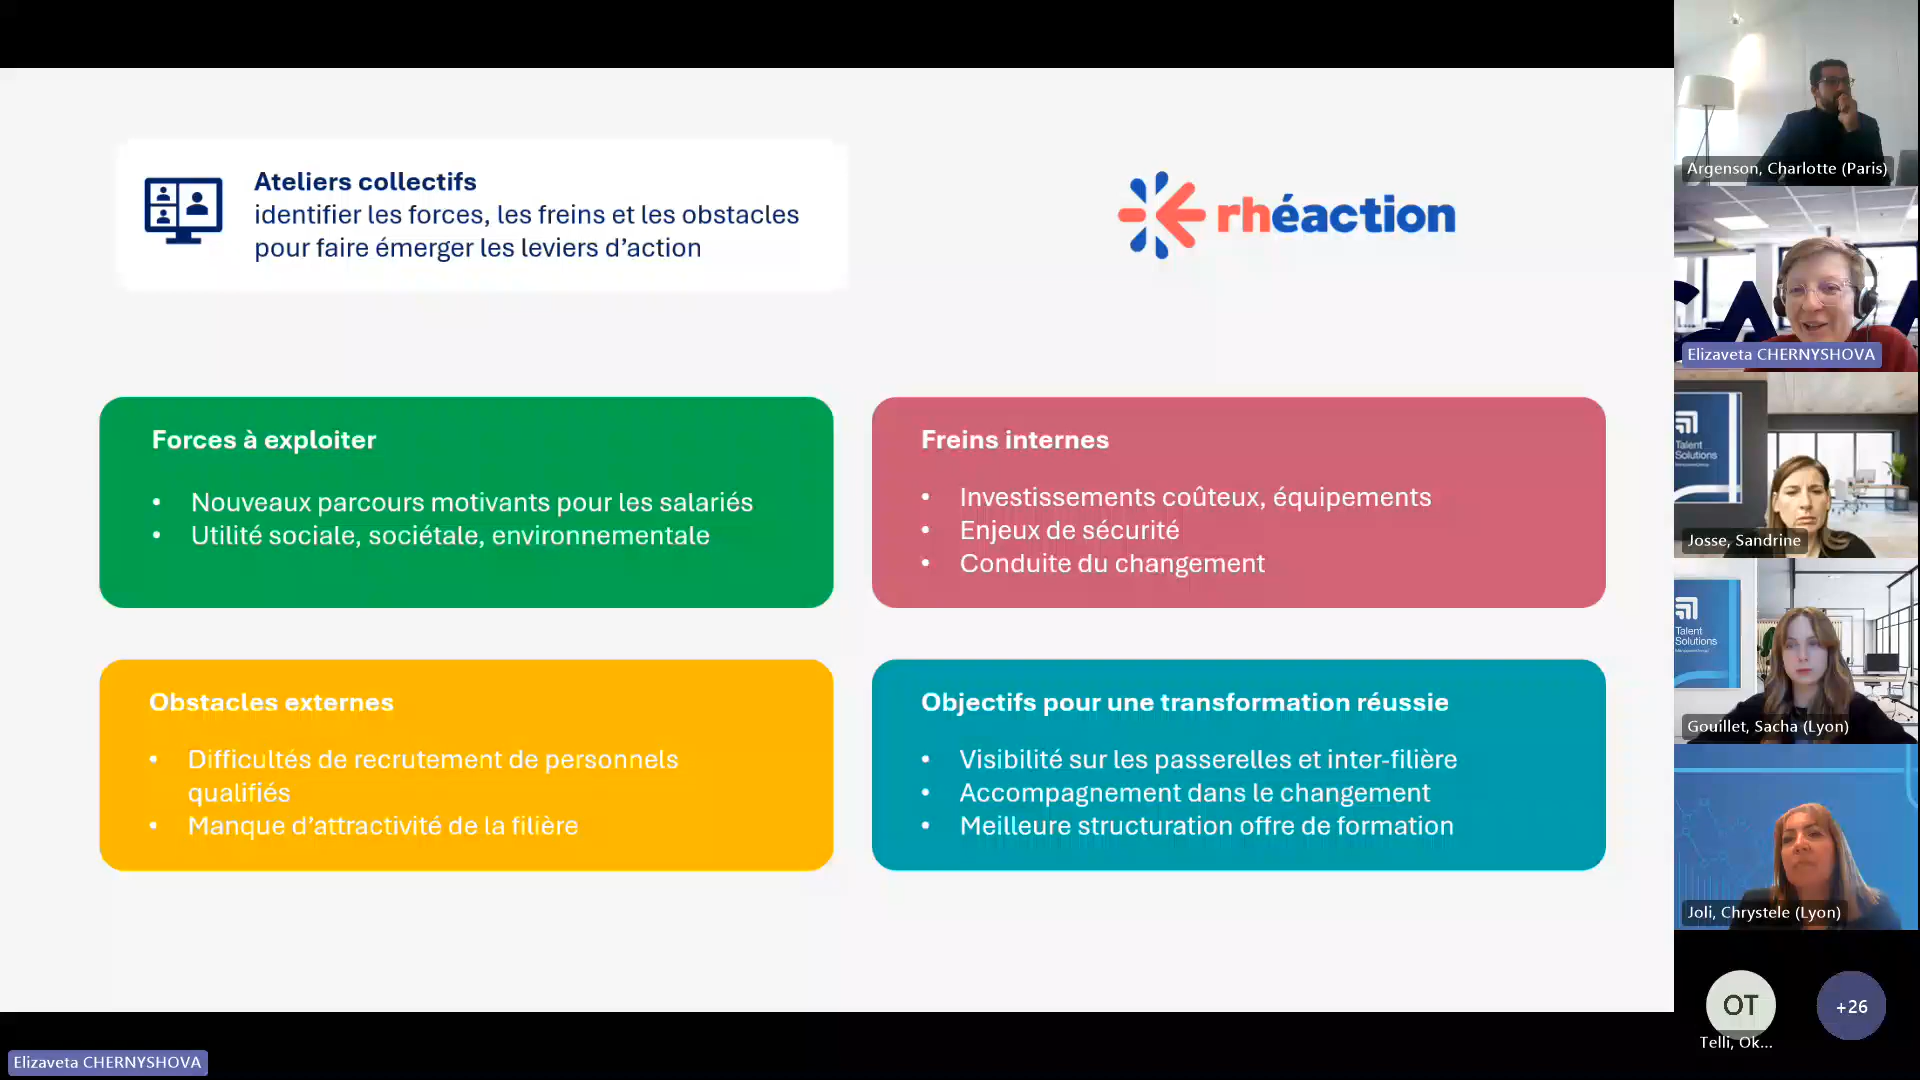 Ateliers collectifs
identifier les forces, les freins et les obstacles
pour faire émerger les leviers d'action
rhéaction
Forces à exploiter
• Nouveaux parcours motivants pour les salariés
• Utilité sociale, sociétale, environnementale
Freins internes
• Investissements coûteux, équipements
• Enjeux de sécurité
• Conduite du changement
Obstacles externes
• Difficultés de recrutement de personnels
qualifiés
• Manque d'attractivité de la filière
Objectifs pour une transformation réussie
• Visibilité sur les passerelles et inter-filière
• Accompagnement dans le changement
• Meilleure structuration offre de formation
Argenson, Charlotte (Paris)
Elizaveta CHERNYSHOVA
Talent
Solutions
Josse, Sandrine
Talent
Solutions
Gouillet, Sacha (Lyon)
Joli, Chrystele (Lyon)
OT
+26
Telli, Ok...
Elizaveta CHERNYSHOVA